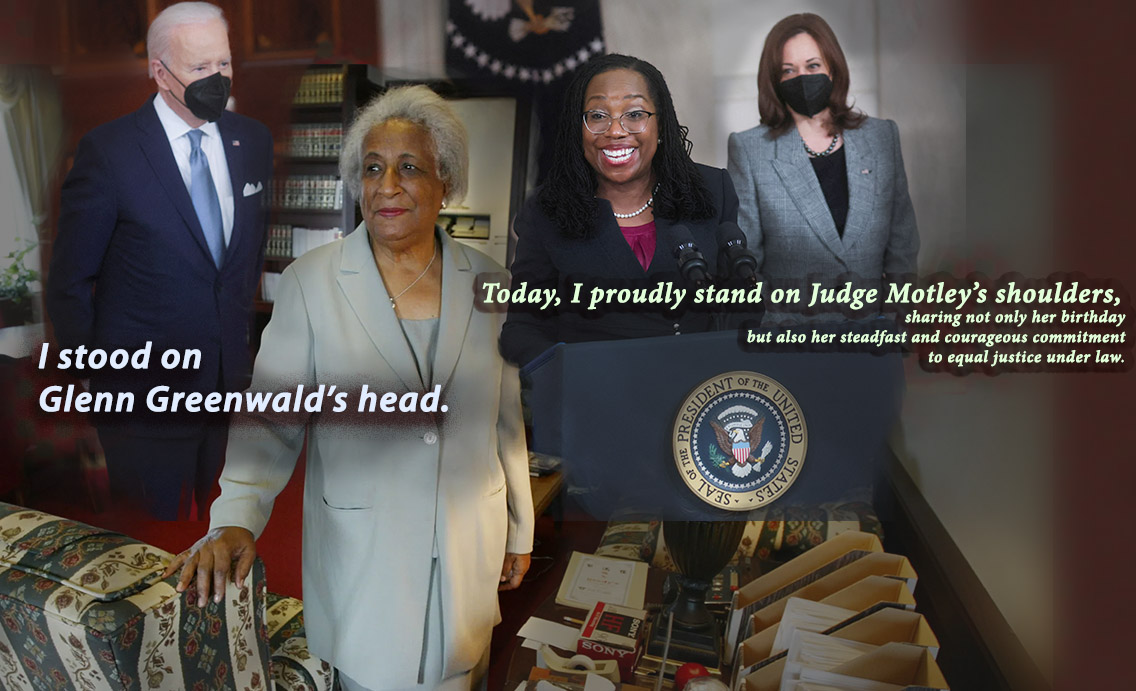 I stood on
Glenn Greenwald's head.
Today, I proudly stand on Judge Motley's shoulders,
sharing not only her birthday
but also her steadfast and courageous commitment
to equal justice under law.
SEAL OF THE PRESIDENT OF THE UNITED STATES
HP
SONY
SONY